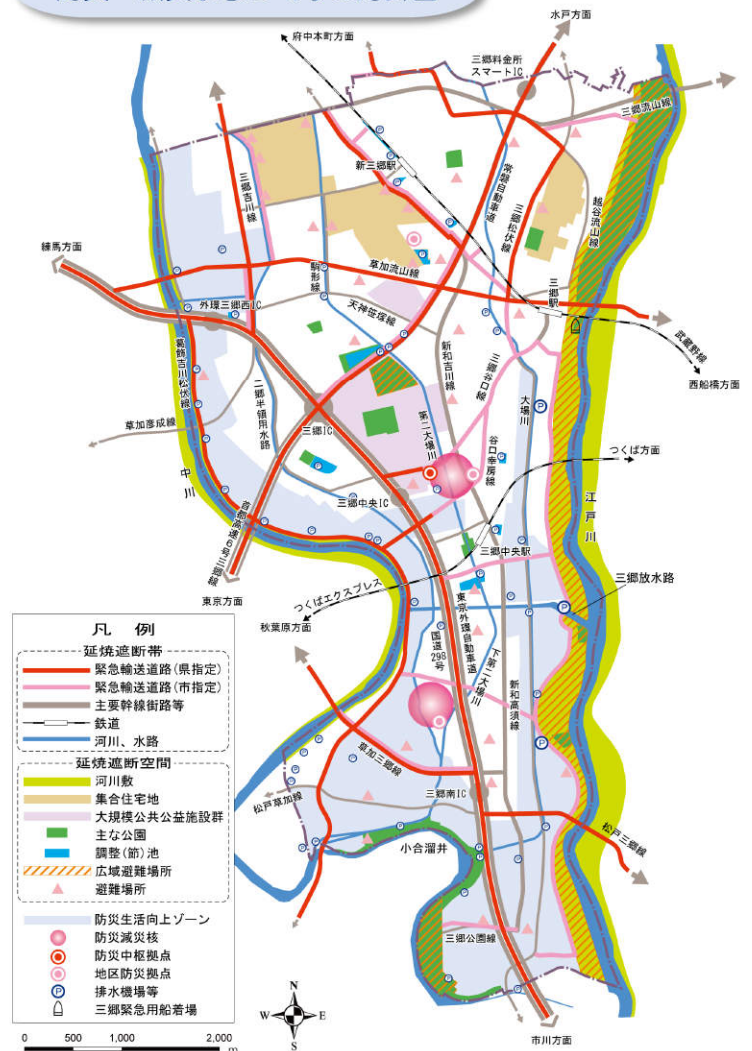 水戸方面
府中本町方面
三郷料金所
スマートIC
三郷流山線
新三郷駅
常磐自動車道
三郷松伏線
越谷流山線
三郷吉川線
練馬方面
駒形線
草加流山線
三郷駅
外環三郷西IC
天神笹塚線
武蔵野線
新和吉川線
三郷谷口線
西船橋方面
葛飾吉川松伏線
二郷半領用水路
大場川
草加彦成線
三郷IC
第二大場川
谷口幸房線
つくば方面
中川
三郷中央IC
江戸川
首都高速6号三郷線
三郷中央駅
東京方面
つくばエクスプレス
三郷放水路
秋葉原方面
国道298号
東京外環自動車道
下第二大場川
新和高須線
草加三郷線
松戸草加線
三郷南IC
松戸三郷線
小合溜井
三郷公園線
市川方面
凡 例
延焼遮断帯
緊急輸送道路(県指定)
緊急輸送道路(市指定)
主要幹線街路等
鉄道
河川、水路
延焼遮断空間
河川敷
集合住宅地
大規模公共公益施設群
主な公園
調整(節)池
広域避難場所
避難場所
防災生活向上ゾーン
防災減災核
防災中枢拠点
地区防災拠点
P 排水機場等
三郷緊急用船着場
N
W E
S
0 500 1,000 2,000
m